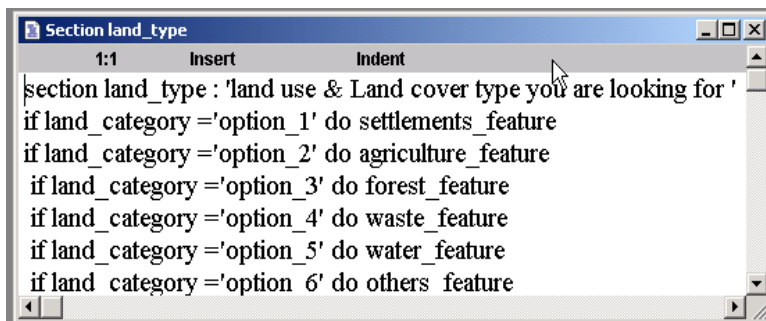 Section land_type
1:1 Insert Indent
section land_type : 'land use & Land cover type you are looking for '
if land_category ='option_1' do settlements_feature
if land_category ='option_2' do agriculture_feature
if land_category ='option_3' do forest_feature
if land_category ='option_4' do waste_feature
if land_category ='option_5' do water_feature
if land_category ='option_6' do others_feature